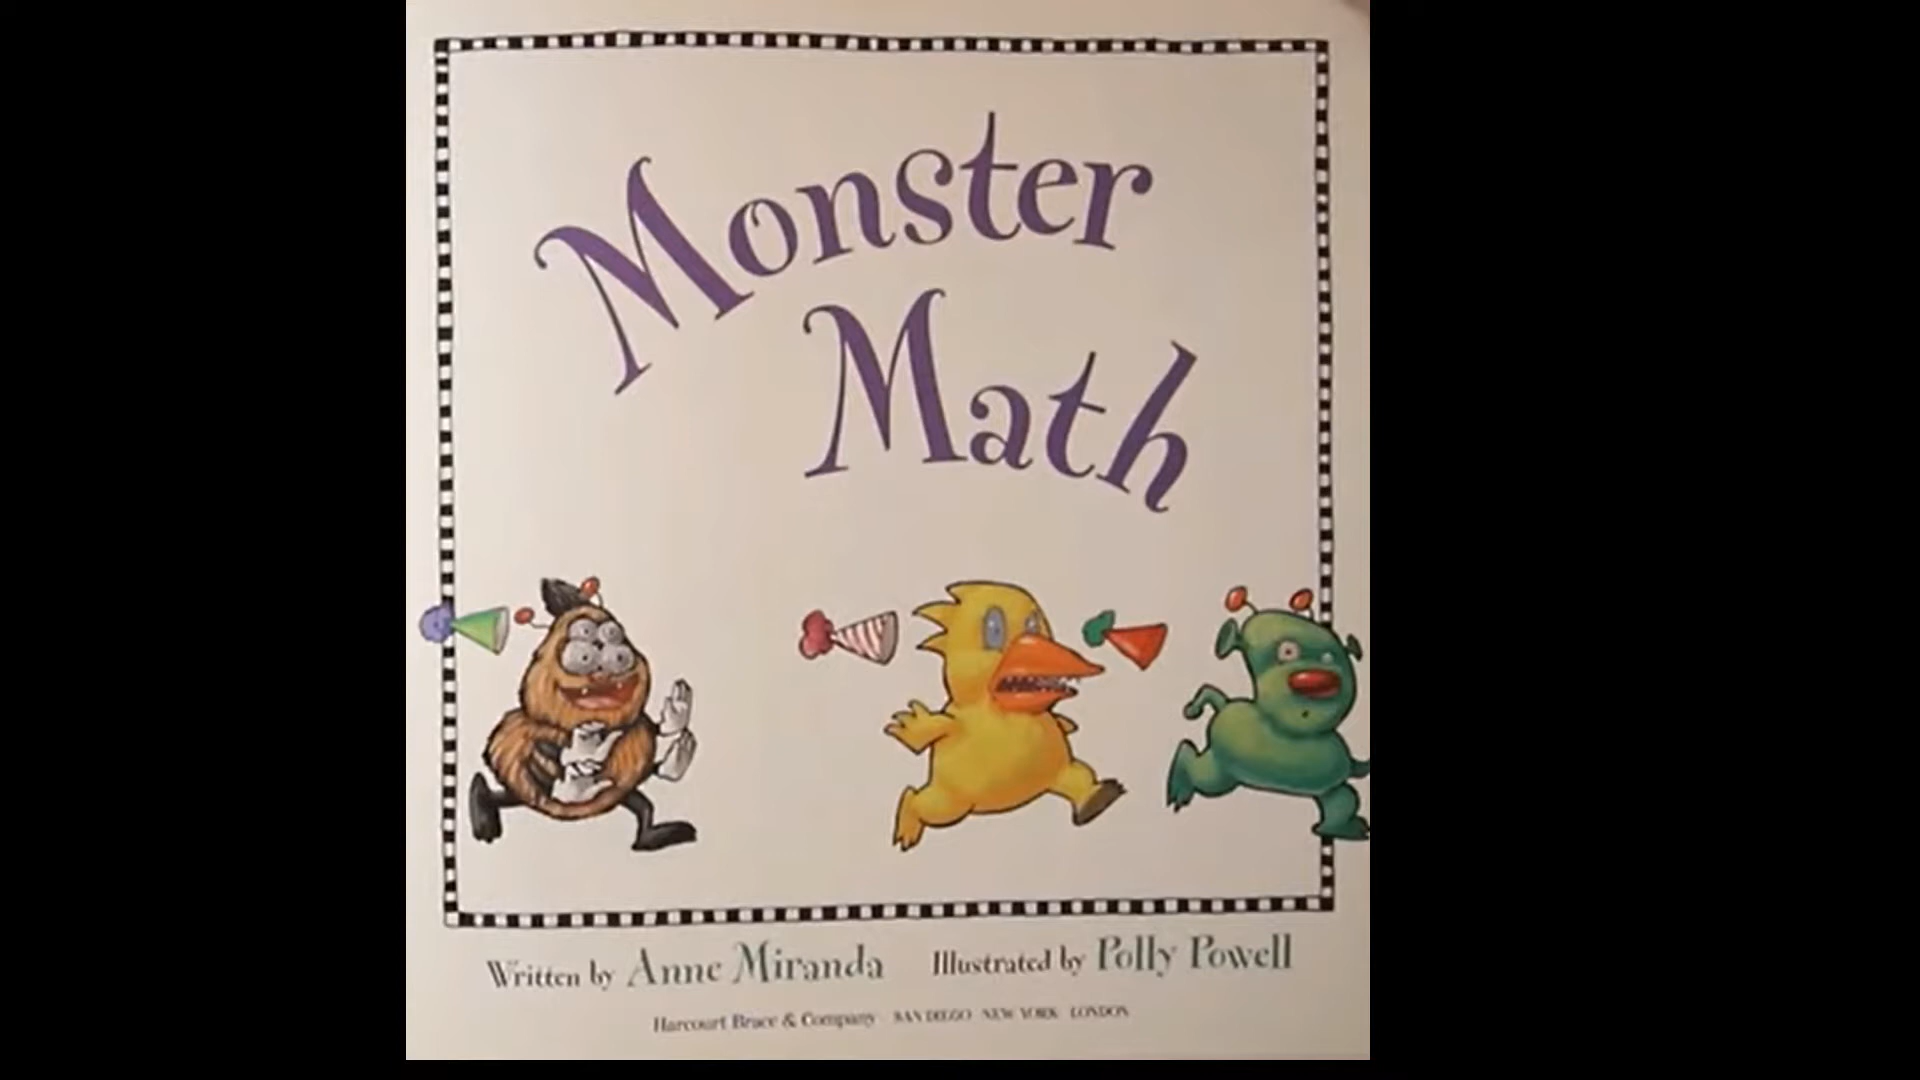 Monster
Math
Written by Anne Miranda Illustrated by Polly Powell
Harcourt Brace & Company SAN DIEGO NEW YORK LONDON